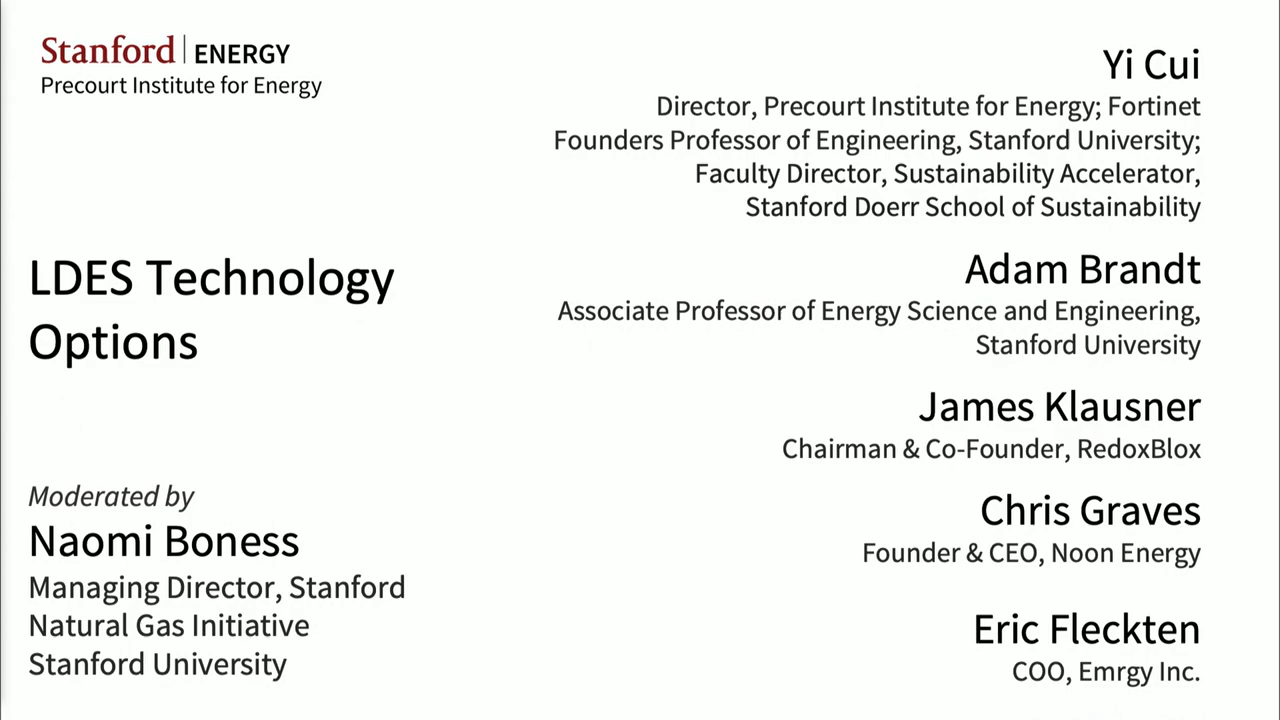 Stanford | ENERGY
Precourt Institute for Energy
LDES Technology
Options
Moderated by
Naomi Boness
Managing Director, Stanford
Natural Gas Initiative
Stanford University
Yi Cui
Director, Precourt Institute for Energy; Fortinet
Founders Professor of Engineering, Stanford University;
Faculty Director, Sustainability Accelerator,
Stanford Doerr School of Sustainability
Adam Brandt
Associate Professor of Energy Science and Engineering,
Stanford University
James Klausner
Chairman & Co-Founder, RedoxBlox
Chris Graves
Founder & CEO, Noon Energy
Eric Fleckten
COO, Emrgy Inc.